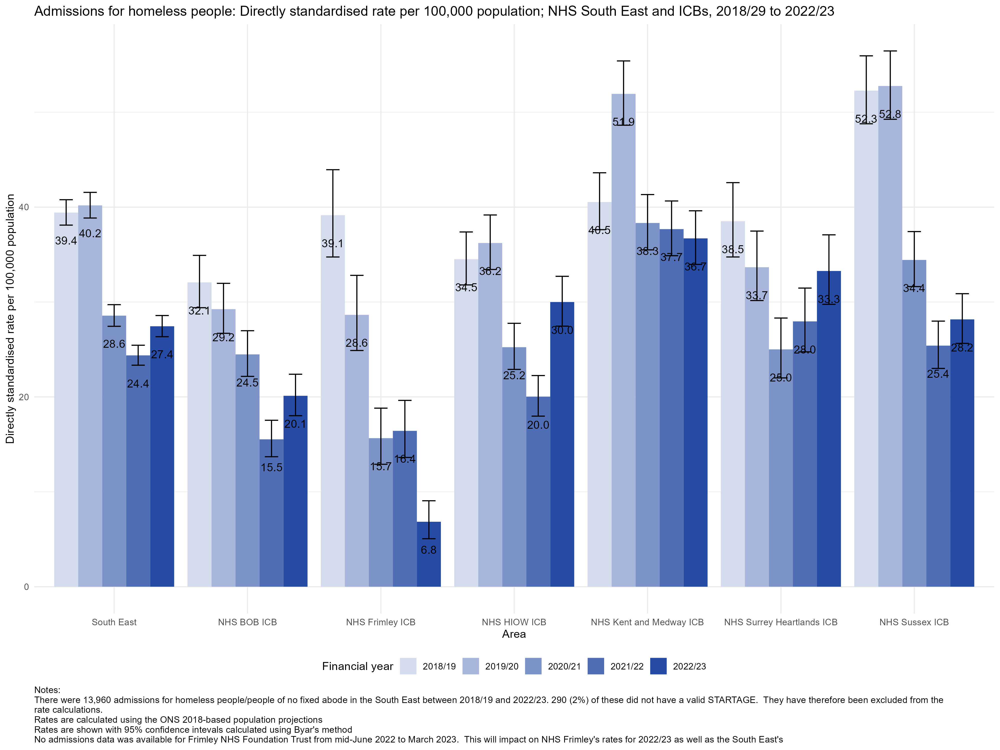 Admissions for homeless people: Directly standardised rate per 100,000 population; NHS South East and ICBs, 2018/29 to 2022/23
Directly standardised rate per 100,000 population
40
20
0
39.4
40.2
28.6
24.4
27.4
32.1
29.2
24.5
15.5
20.1
39.1
28.6
15.7
16.4
6.8
34.5
36.2
25.2
20.0
30.0
40.5
51.9
38.3
37.7
36.7
38.5
33.7
25.0
28.0
33.3
52.3
52.8
34.4
25.4
28.2
South East
NHS BOB ICB
NHS Frimley ICB
NHS HIOW ICB
NHS Kent and Medway ICB
NHS Surrey Heartlands ICB
NHS Sussex ICB
Area
Financial year
2018/19
2019/20
2020/21
2021/22
2022/23
Notes:
There were 13,960 admissions for homeless people/people of no fixed abode in the South East between 2018/19 and 2022/23. 290 (2%) of these did not have a valid STARTAGE.  They have therefore been excluded from the
rate calculations.
Rates are calculated using the ONS 2018-based population projections
Rates are shown with 95% confidence intevals calculated using Byar's method
No admissions data was available for Frimley NHS Foundation Trust from mid-June 2022 to March 2023.  This will impact on NHS Frimley's rates for 2022/23 as well as the South East's